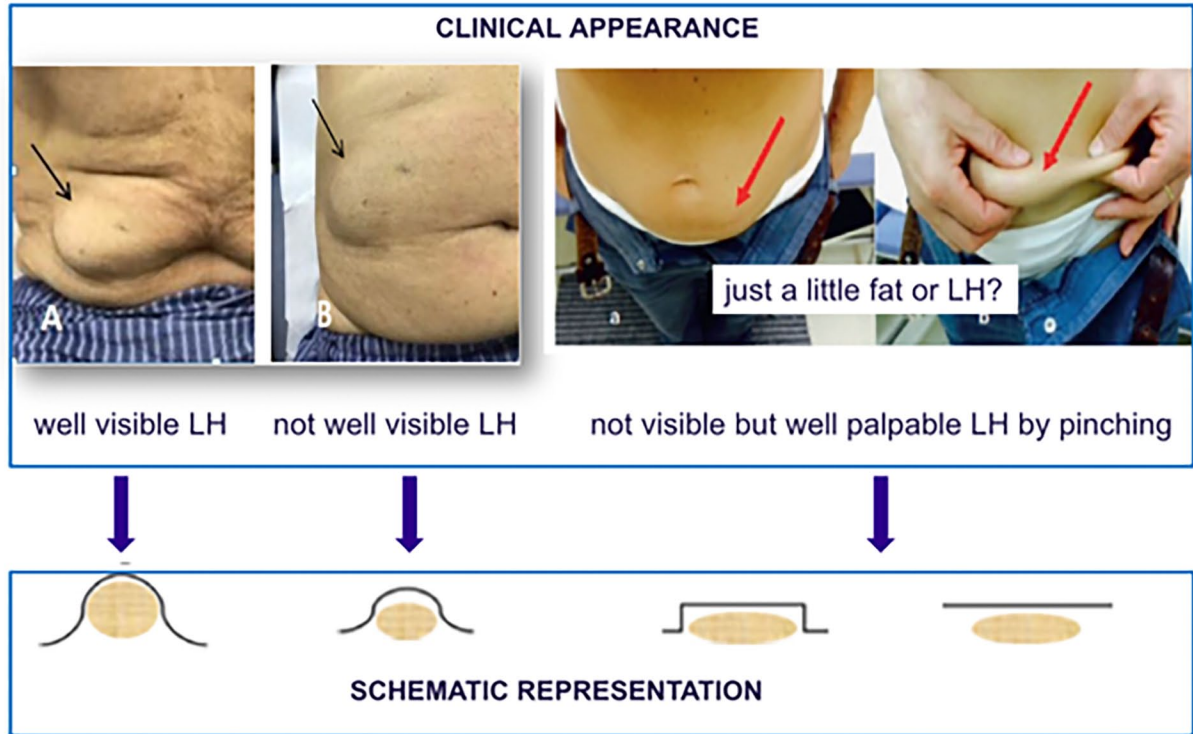 CLINICAL APPEARANCE
A
B
a
just a little fat or LH?
well visible LH
not well visible LH
not visible but well palpable LH by pinching
SCHEMATIC REPRESENTATION